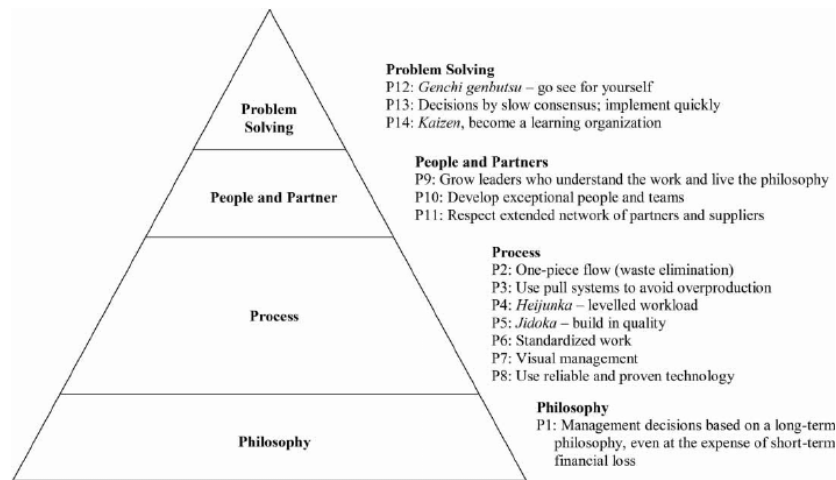 Problem
Solving
People and Partner
Process
Philosophy
Problem Solving
P12: Genchi genbutsu – go see for yourself
P13: Decisions by slow consensus; implement quickly
P14: Kaizen, become a learning organization
People and Partners
P9: Grow leaders who understand the work and live the philosophy
P10: Develop exceptional people and teams
P11: Respect extended network of partners and suppliers
Process
P2: One-piece flow (waste elimination)
P3: Use pull systems to avoid overproduction
P4: Heijunka – levelled workload
P5: Jidoka – build in quality
P6: Standardized work
P7: Visual management
P8: Use reliable and proven technology
Philosophy
P1: Management decisions based on a long-term
philosophy, even at the expense of short-term
financial loss